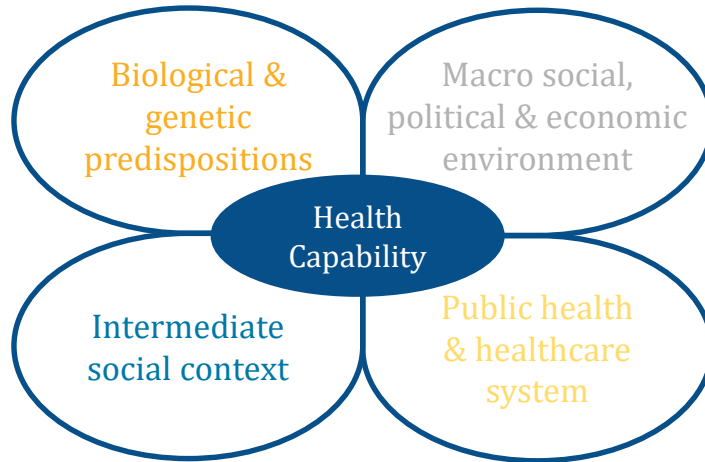 Biological &
genetic
predispositions
Macro social,
political & economic
environment
Health
Capability
Intermediate
social context
Public health
& healthcare
system